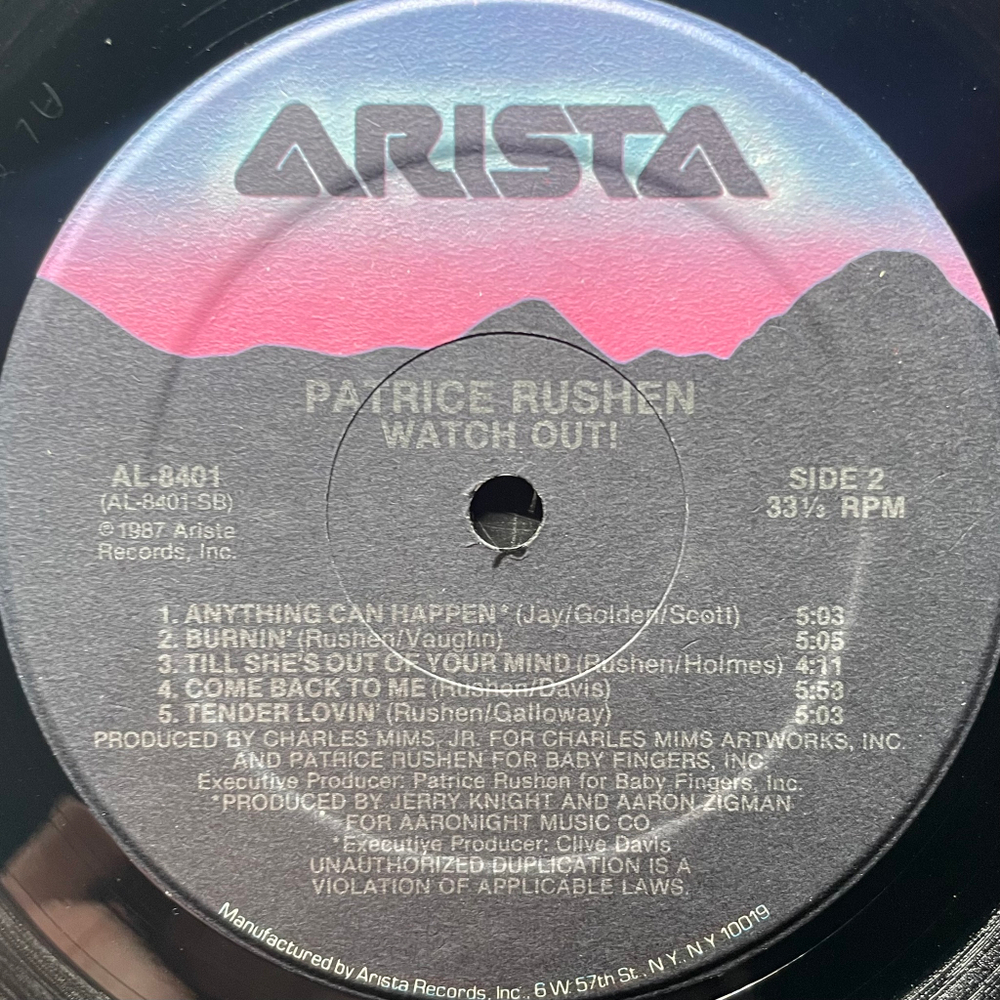 ARISTA
PATRICE RUSHEN
WATCH OUT!
AL-8401
(AL-8401-SB)
℗ 1987 Arista
Records, Inc.
SIDE 2
33⅓ RPM
1. ANYTHING CAN HAPPEN* (Jay/Golden/Scott) 5:03
2. BURNIN' (Rushen/Vaughn) 5:05
3. TILL SHE'S OUT OF YOUR MIND (Rushen/Holmes) 4:11
4. COME BACK TO ME (Rushen/Davis) 5:53
5. TENDER LOVIN' (Rushen/Galloway) 5:03
PRODUCED BY CHARLES MIMS, JR. FOR CHARLES MIMS ARTWORKS, INC.
AND PATRICE RUSHEN FOR BABY FINGERS, INC.
Executive Producer: Patrice Rushen for Baby Fingers, Inc.
*PRODUCED BY JERRY KNIGHT AND AARON ZIGMAN
FOR AARONIGHT MUSIC CO.
*Executive Producer: Clive Davis
UNAUTHORIZED DUPLICATION IS A
VIOLATION OF APPLICABLE LAWS.
Manufactured by Arista Records, Inc., 6 W. 57th St., N.Y. N.Y 10019